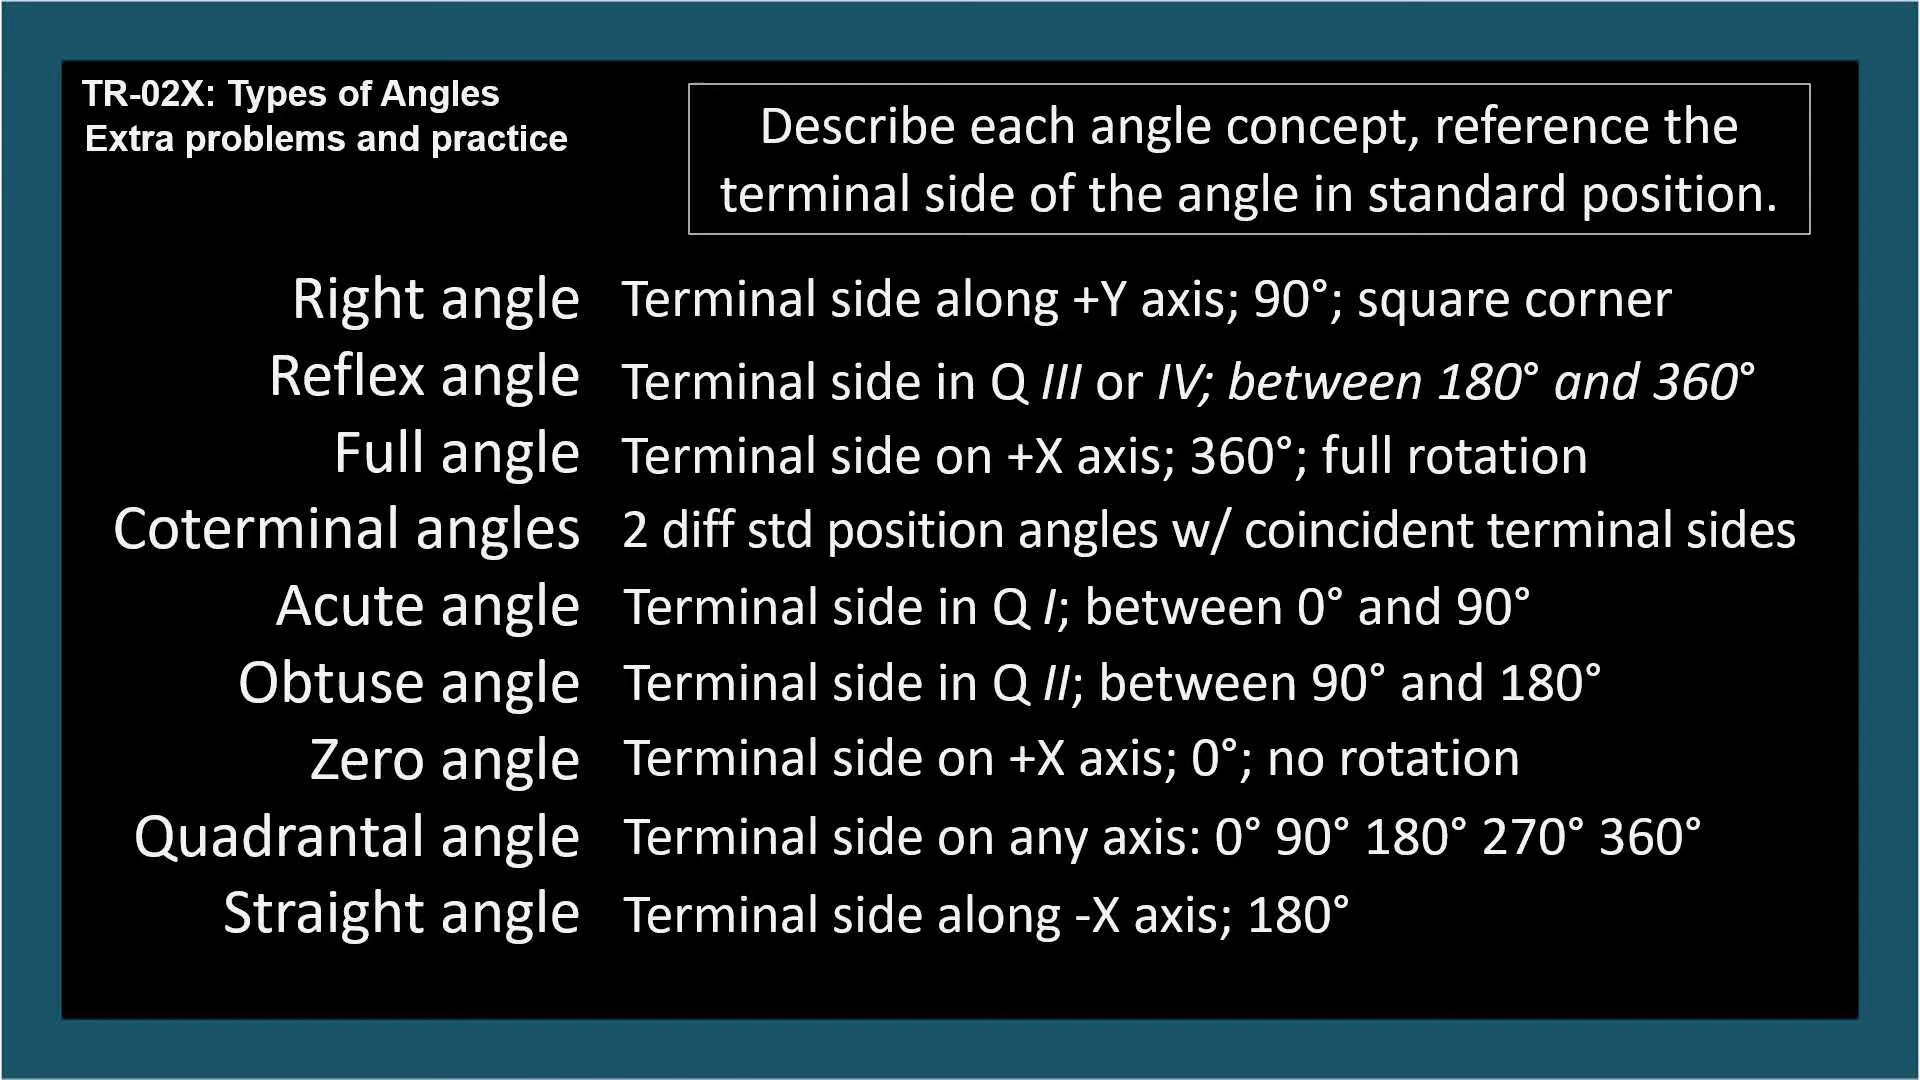 TR-02X: Types of Angles
Extra problems and practice
Describe each angle concept, reference the
terminal side of the angle in standard position.
Right angle Terminal side along +Y axis; 90°; square corner
Reflex angle Terminal side in Q III or IV; between 180° and 360°
Full angle Terminal side on +X axis; 360°; full rotation
Coterminal angles 2 diff std position angles w/ coincident terminal sides
Acute angle Terminal side in Q I; between 0° and 90°
Obtuse angle Terminal side in Q II; between 90° and 180°
Zero angle Terminal side on +X axis; 0°; no rotation
Quadrantal angle Terminal side on any axis: 0° 90° 180° 270° 360°
Straight angle Terminal side along -X axis; 180°